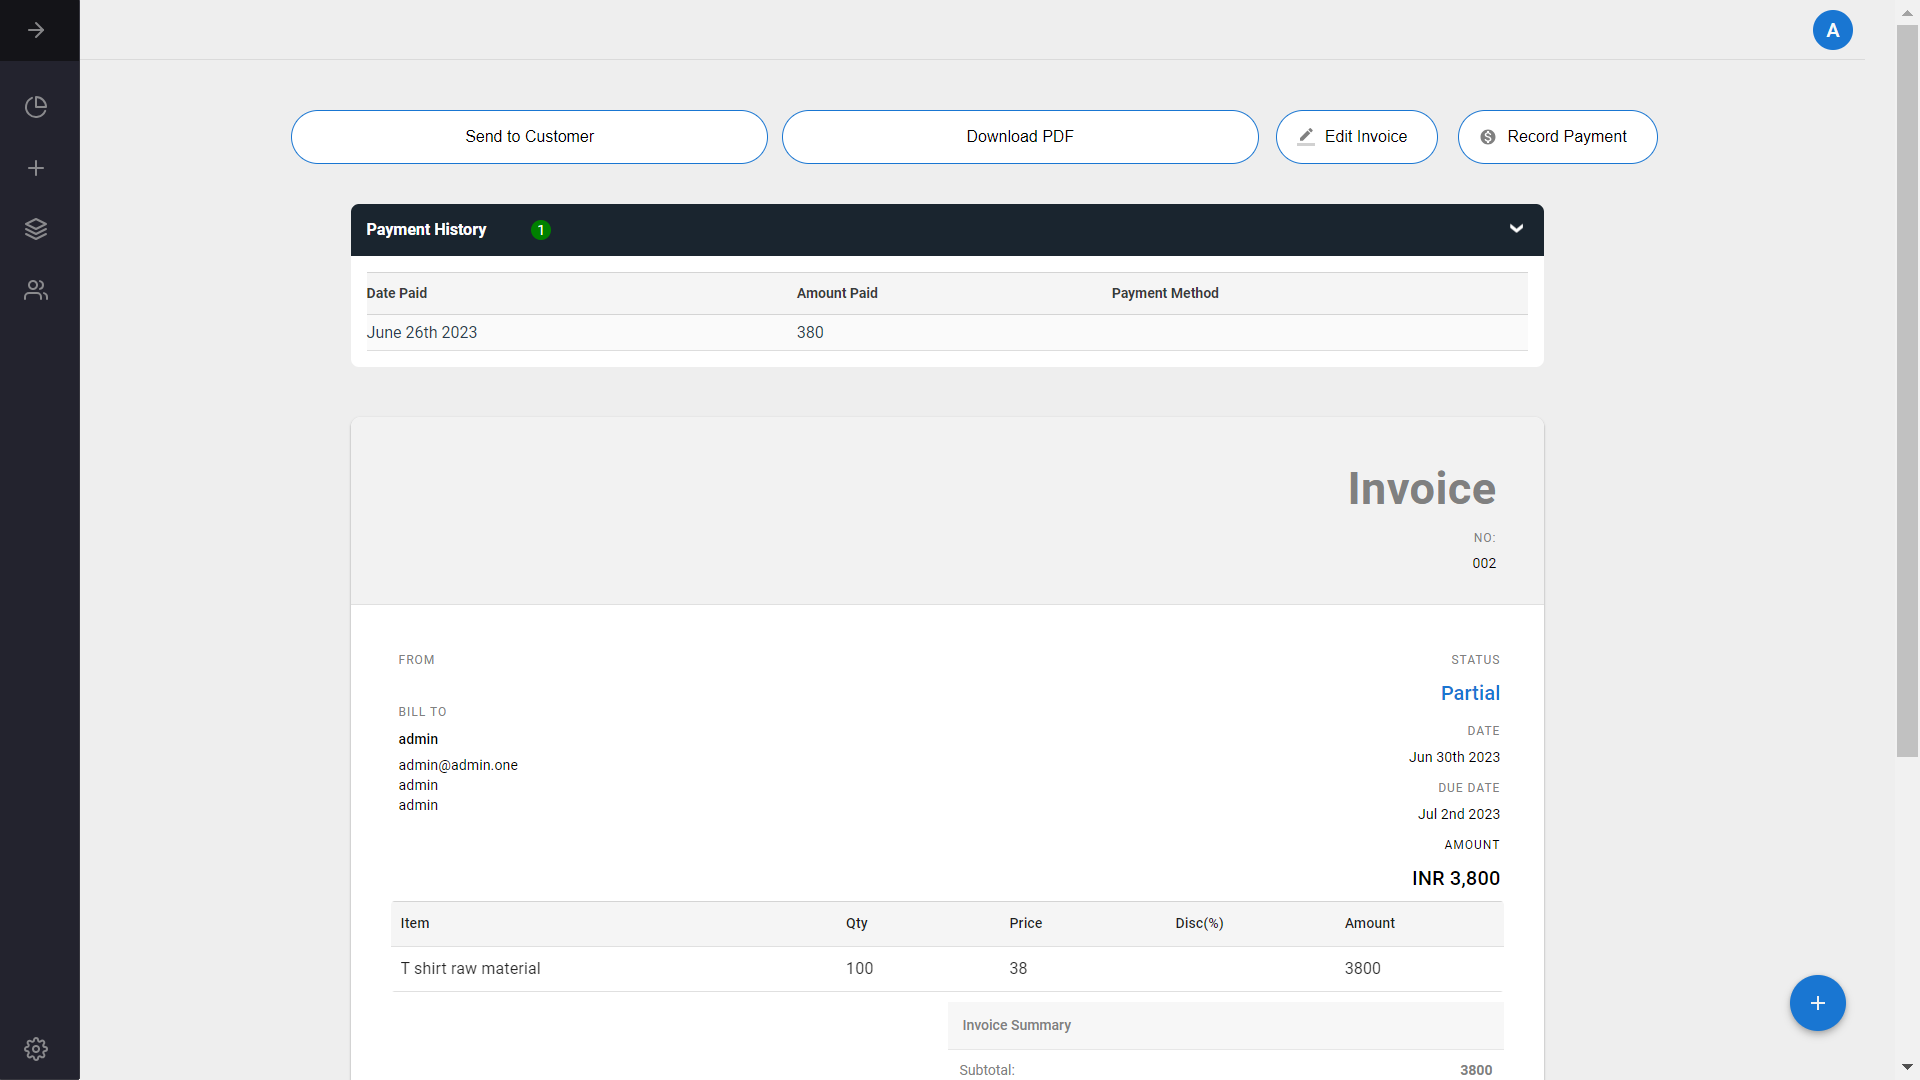 A
Send to Customer
Download PDF
Edit Invoice
Record Payment
Payment History 1
Date Paid Amount Paid Payment Method
June 26th 2023 380
Invoice
NO:
002
FROM
BILL TO
admin
admin@admin.one
admin
admin
STATUS
Partial
DATE
Jun 30th 2023
DUE DATE
Jul 2nd 2023
AMOUNT
INR 3,800
Item Qty Price Disc(%) Amount
T shirt raw material 100 38 3800
Invoice Summary
Subtotal: 3800